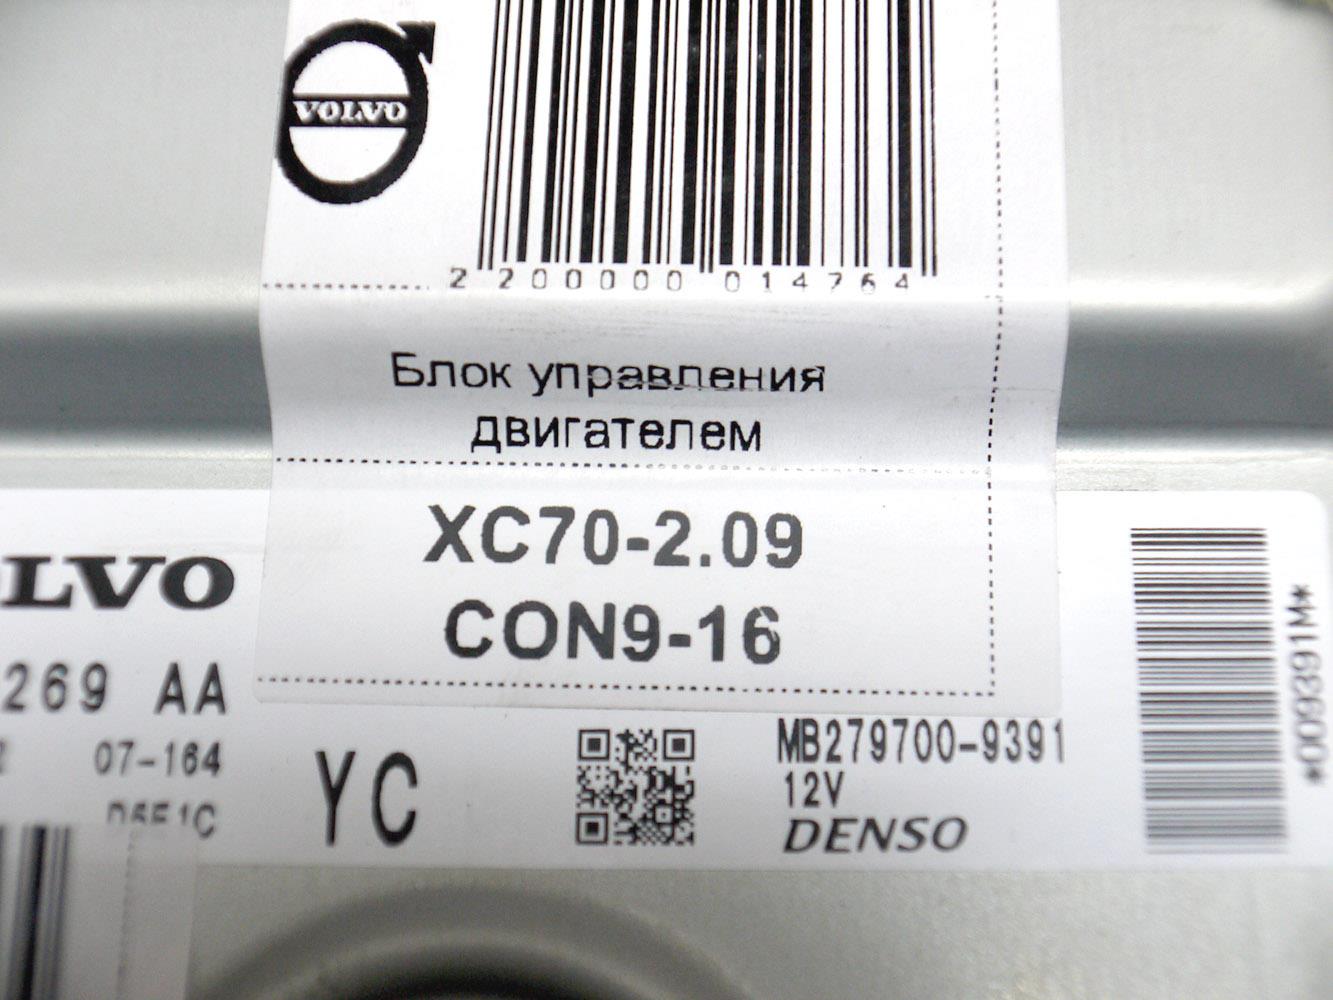 VOLVO
2 200000 014764
Блок управления
двигателем
XC70-2.09
CON9-16
LVO
269 AA
07-164
YC
MB279700-9391
12V
DENSO
*009391M*